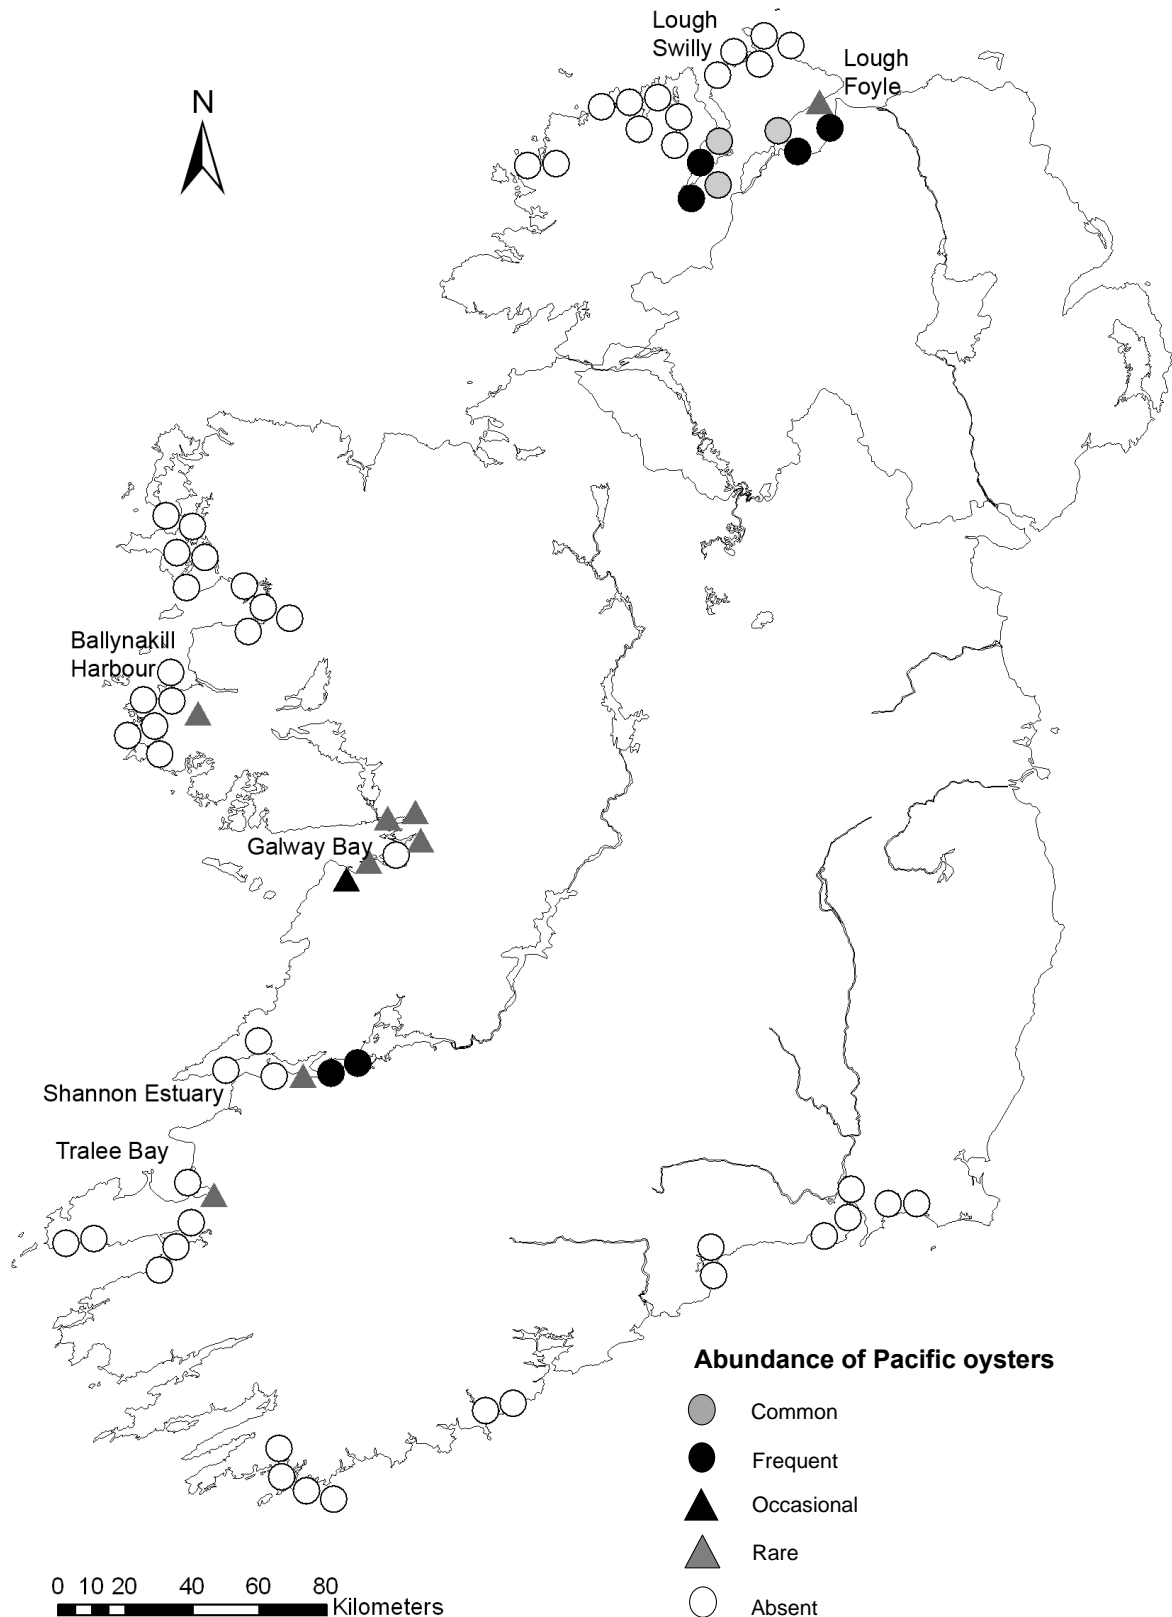 Lough
Swilly
Lough
Foyle
N
Ballynakill
Harbour
Galway Bay
Shannon Estuary
Tralee Bay
Abundance of Pacific oysters
Common
Frequent
Occasional
Rare
Absent
0 10 20 40 60 80
Kilometers